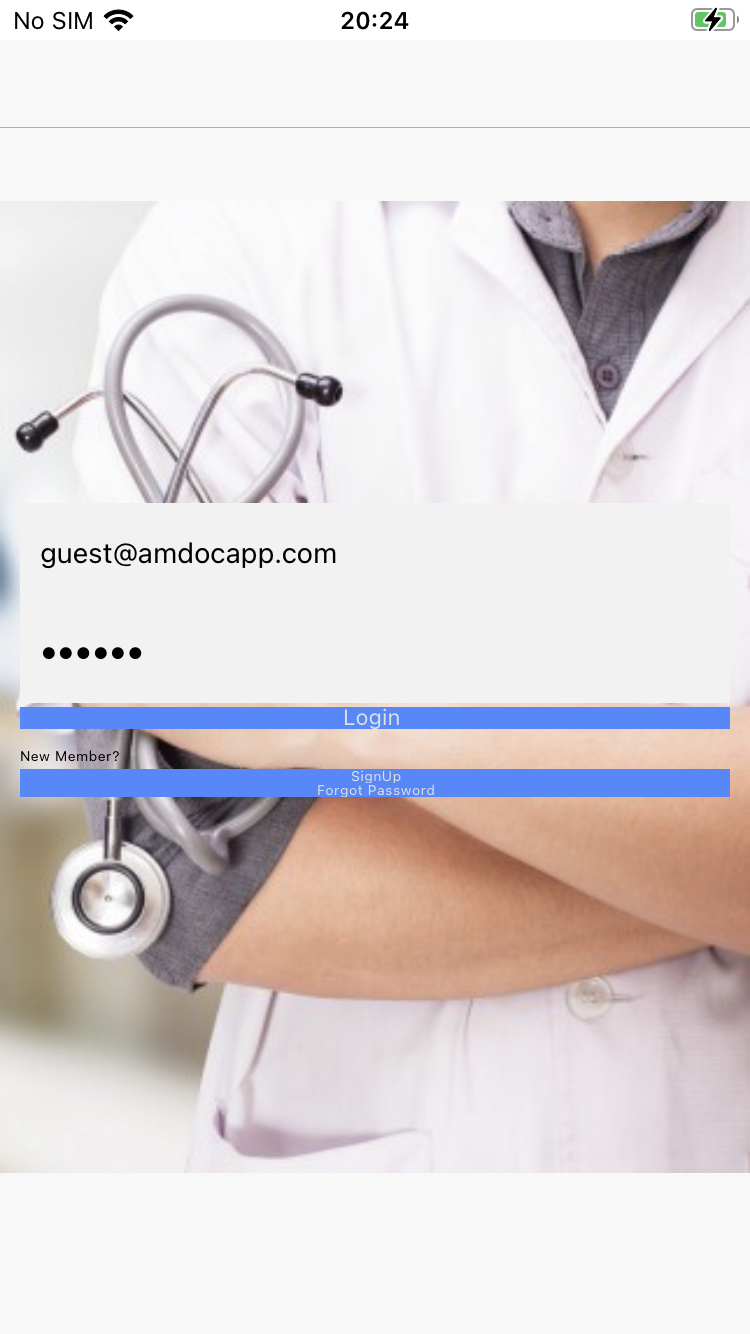 No SIM 20:24
guest@amdocapp.com
••••••
Login
New Member?
SignUp
Forgot Password